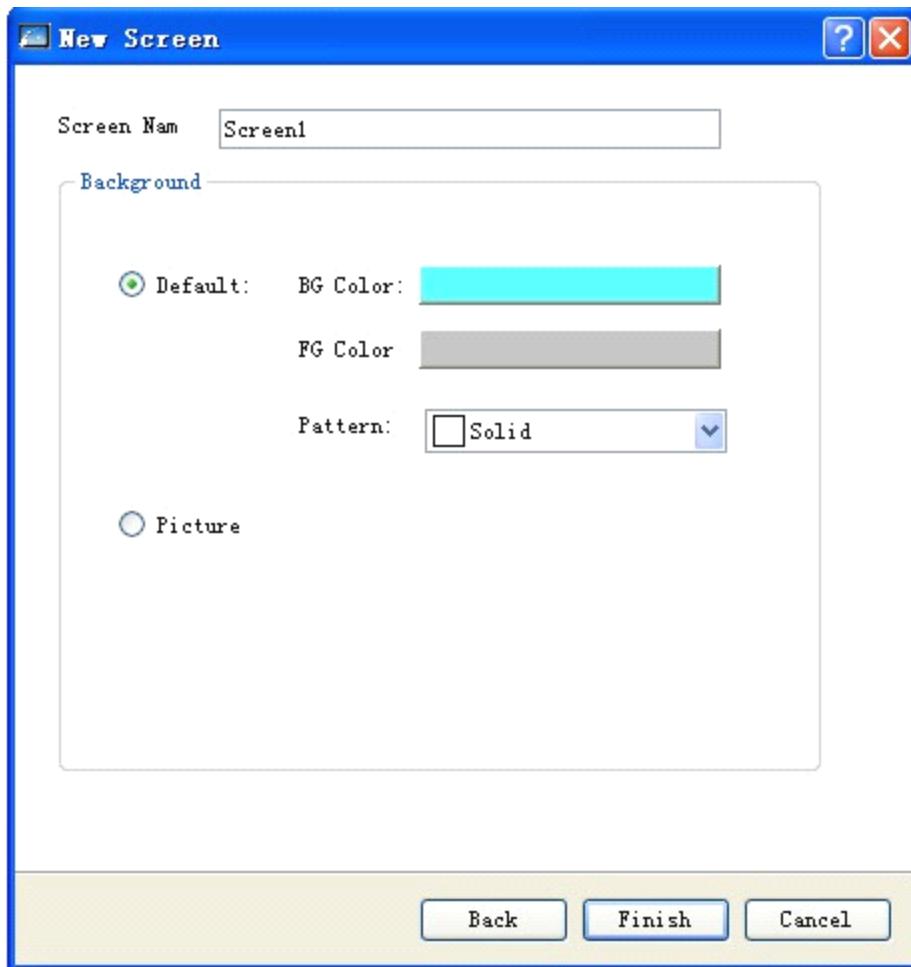 New Screen
Screen Nam Screen1
Background
Default: BG Color:
FG Color
Pattern: Solid
Picture
Back Finish Cancel